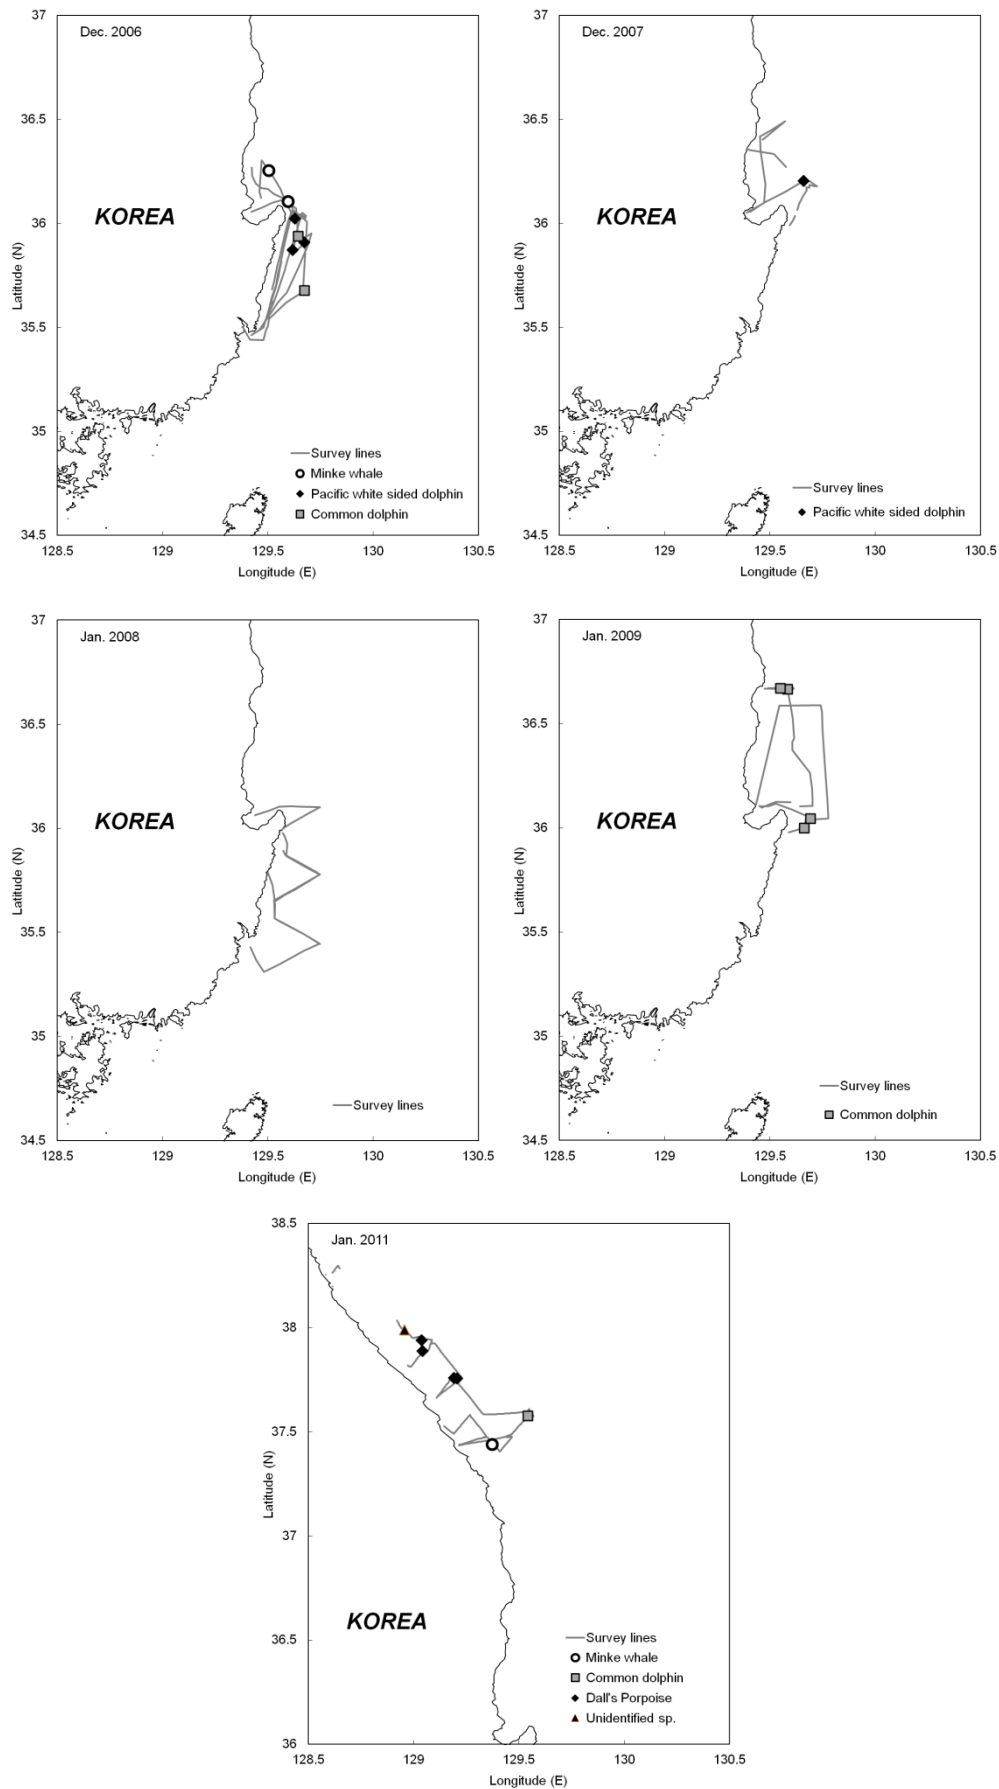 Dec. 2006
37
36.5
36
35.5
35
34.5
128.5
129
129.5
130
130.5
Latitude (N)
Longitude (E)
KOREA
Survey lines
Minke whale
Pacific white sided dolphin
Common dolphin
Dec. 2007
37
36.5
36
35.5
35
34.5
128.5
129
129.5
130
130.5
Latitude (N)
Longitude (E)
KOREA
Survey lines
Pacific white sided dolphin
Jan. 2008
37
36.5
36
35.5
35
34.5
128.5
129
129.5
130
130.5
Latitude (N)
Longitude (E)
KOREA
Survey lines
Jan. 2009
37
36.5
36
35.5
35
34.5
128.5
129
129.5
130
130.5
Latitude (N)
Longitude (E)
KOREA
Survey lines
Common dolphin
Jan. 2011
38.5
38
37.5
37
36.5
36
128.5
129
129.5
130
130.5
Latitude (N)
Longitude (E)
KOREA
Survey lines
Minke whale
Common dolphin
Dall's Porpoise
Unidentified sp.